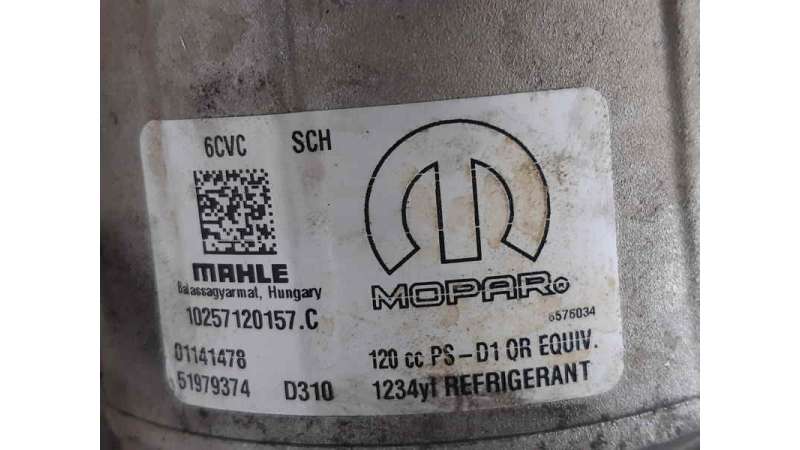 6CVC SCH
MAHLE
Balassagyarmat, Hungary
10257120157.C
01141478
51979374 D310
MOPAR®
6576034
120 cc PS-D1 OR EQUIV.
1234yf REFRIGERANT